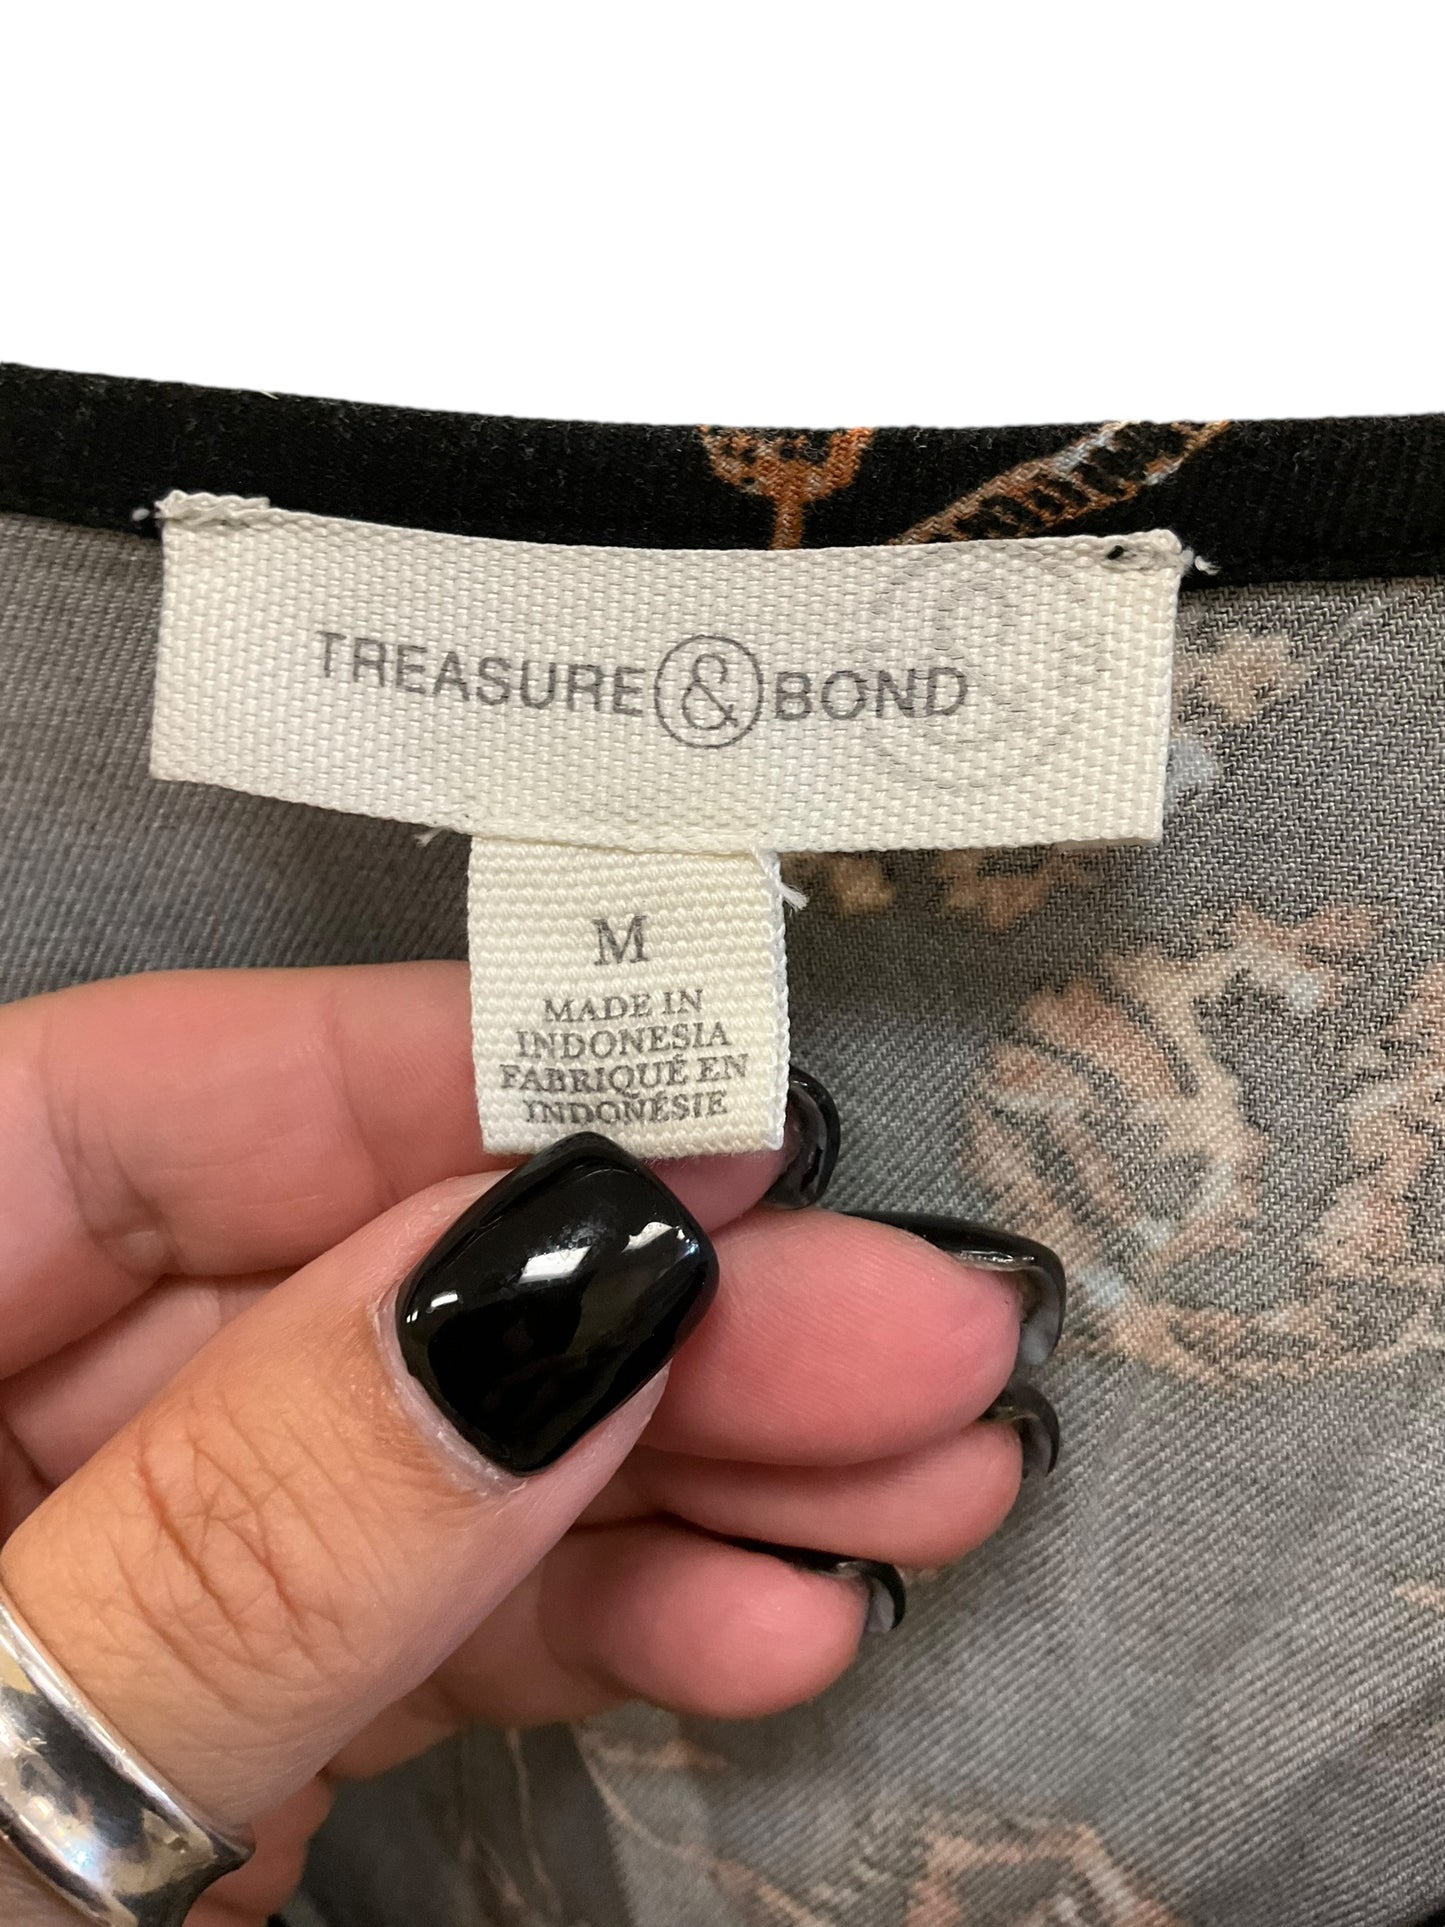 TREASURE & BOND
M
MADE IN
INDONESIA
FABRIQUÉ EN
INDONÉSIE